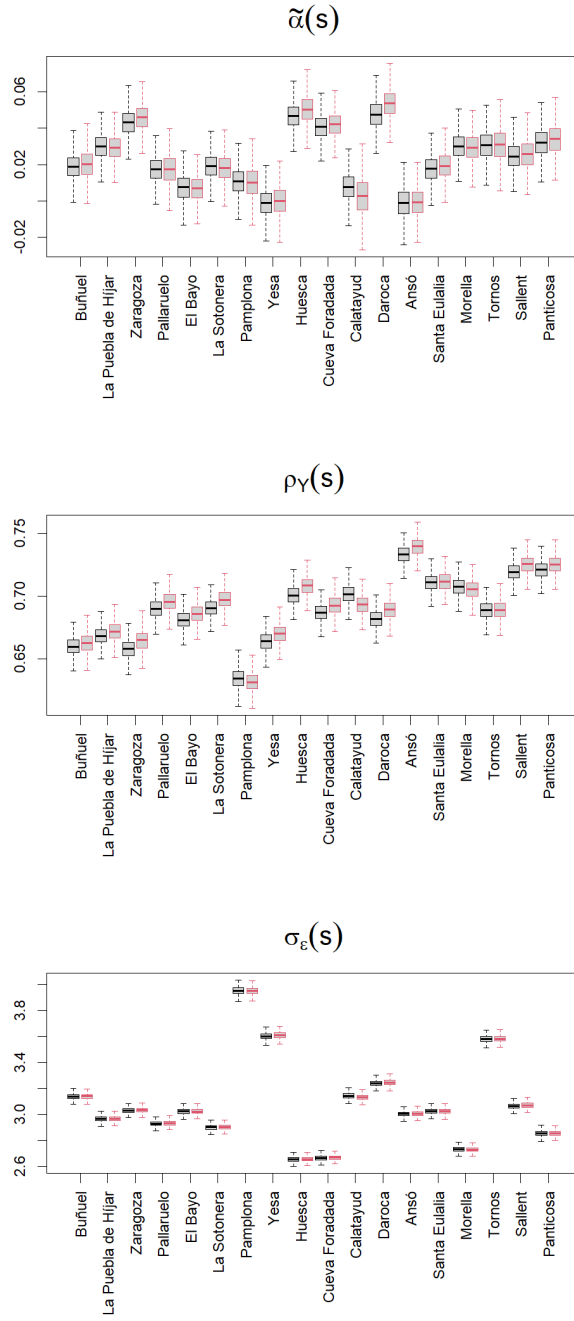 α̃(s)
0.06
0.02
-0.02
Buñuel
La Puebla de Híjar
Zaragoza
Pallaruelo
El Bayo
La Sotonera
Pamplona
Yesa
Huesca
Cueva Foradada
Calatayud
Daroca
Ansó
Santa Eulalia
Morella
Tornos
Sallent
Panticosa
ρY(s)
0.75
0.70
0.65
Buñuel
La Puebla de Híjar
Zaragoza
Pallaruelo
El Bayo
La Sotonera
Pamplona
Yesa
Huesca
Cueva Foradada
Calatayud
Daroca
Ansó
Santa Eulalia
Morella
Tornos
Sallent
Panticosa
σε(s)
3.8
3.4
3.0
2.6
Buñuel
La Puebla de Híjar
Zaragoza
Pallaruelo
El Bayo
La Sotonera
Pamplona
Yesa
Huesca
Cueva Foradada
Calatayud
Daroca
Ansó
Santa Eulalia
Morella
Tornos
Sallent
Panticosa